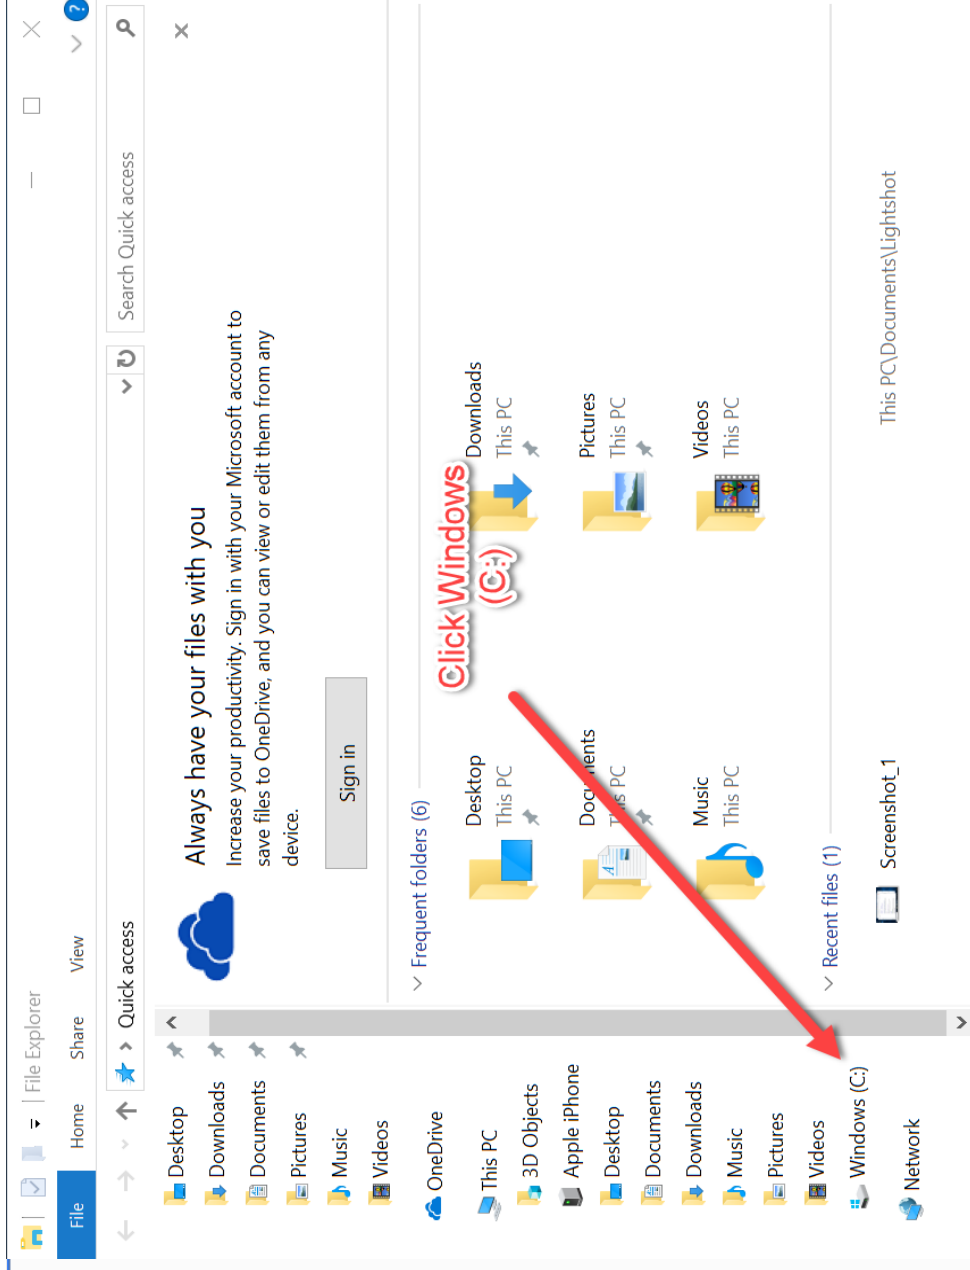 File Explorer
File
Home
Share
View
Quick access
Search Quick access
Desktop
Downloads
Documents
Pictures
Music
Videos
OneDrive
This PC
3D Objects
Apple iPhone
Desktop
Documents
Downloads
Music
Pictures
Videos
Windows (C:)
Network
Always have your files with you
Increase your productivity. Sign in with your Microsoft account to
save files to OneDrive, and you can view or edit them from any
device.
Sign in
Frequent folders (6)
Desktop
This PC
Downloads
This PC
Click Windows
(C:)
Documents
This PC
Pictures
This PC
Music
This PC
Videos
This PC
Recent files (1)
Screenshot_1
This PC\Documents\Lightshot